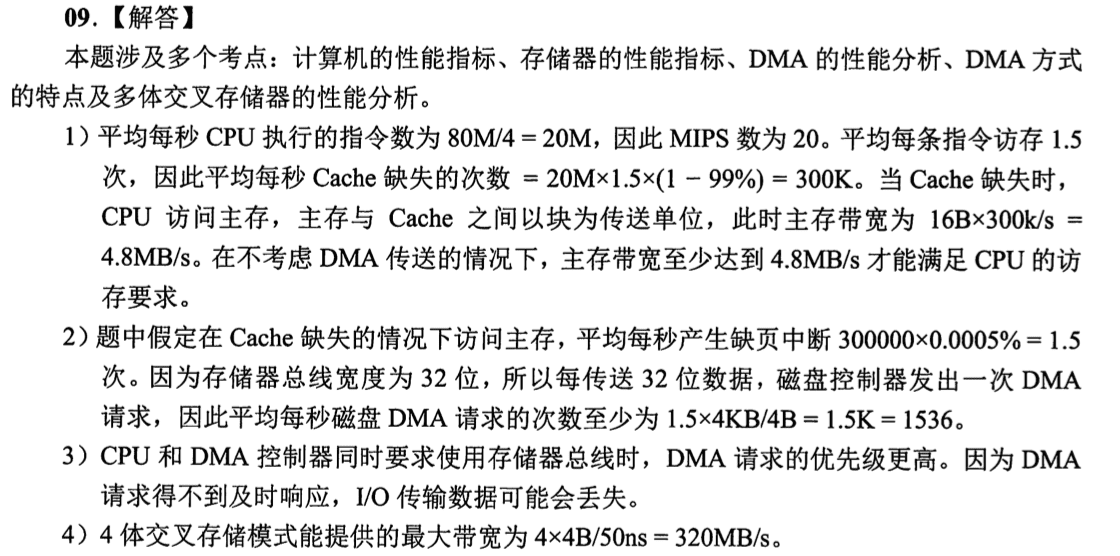 09.【解答】
本题涉及多个考点：计算机的性能指标、存储器的性能指标、DMA 的性能分析、DMA 方式
的特点及多体交叉存储器的性能分析。
1）平均每秒 CPU 执行的指令数为 80M/4 = 20M，因此 MIPS 数为 20。平均每条指令访存 1.5
次，因此平均每秒 Cache 缺失的次数 = 20M×1.5×(1 − 99%) = 300K。当 Cache 缺失时，
CPU 访问主存，主存与 Cache 之间以块为传送单位，此时主存带宽为 16B×300k/s =
4.8MB/s。在不考虑 DMA 传送的情况下，主存带宽至少达到 4.8MB/s 才能满足 CPU 的访
存要求。
2）题中假定在 Cache 缺失的情况下访问主存，平均每秒产生缺页中断 300000×0.0005% = 1.5
次。因为存储器总线宽度为 32 位，所以每传送 32 位数据，磁盘控制器发出一次 DMA
请求，因此平均每秒磁盘 DMA 请求的次数至少为 1.5×4KB/4B = 1.5K = 1536。
3）CPU 和 DMA 控制器同时要求使用存储器总线时，DMA 请求的优先级更高。因为 DMA
请求得不到及时响应，I/O 传输数据可能会丢失。
4）4 体交叉存储模式能提供的最大带宽为 4×4B/50ns = 320MB/s。